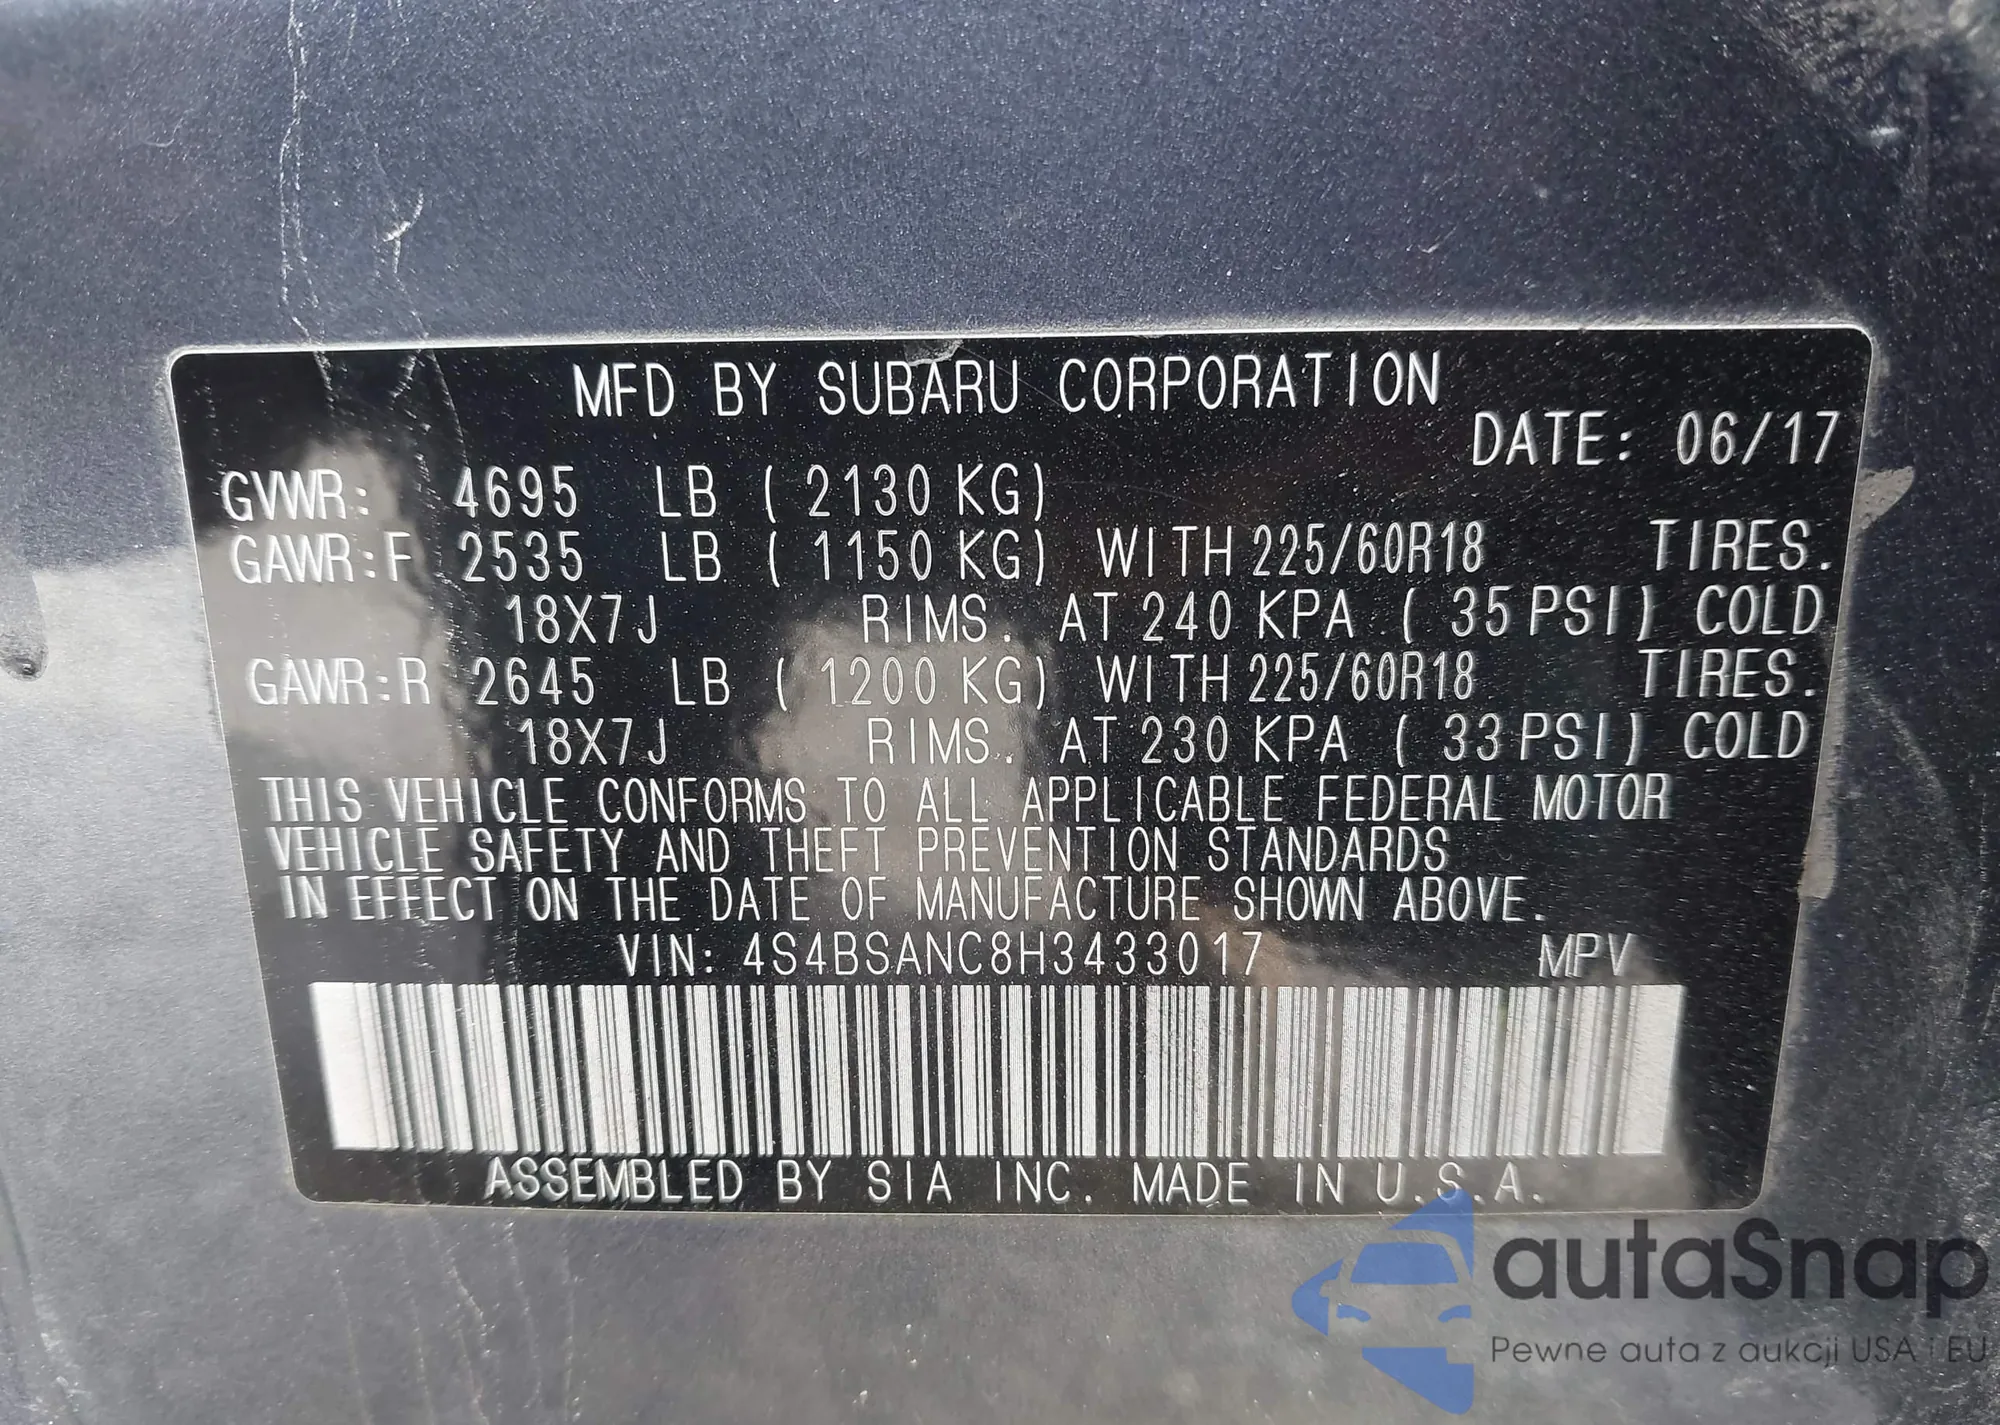 MFD BY SUBARU CORPORATION
DATE: 06/17
GVWR: 4695 LB ( 2130 KG)
GAWR:F 2535 LB ( 1150 KG) WITH 225/60R18 TIRES.
18X7J RIMS. AT 240 KPA ( 35 PSI) COLD
GAWR:R 2645 LB ( 1200 KG) WITH 225/60R18 TIRES.
18X7J RIMS. AT 230 KPA ( 33 PSI) COLD
THIS VEHICLE CONFORMS TO ALL APPLICABLE FEDERAL MOTOR
VEHICLE SAFETY AND THEFT PREVENTION STANDARDS
IN EFFECT ON THE DATE OF MANUFACTURE SHOWN ABOVE.
VIN: 4S4BSANC8H3433017 MPV
ASSEMBLED BY SIA INC. MADE IN U.S.A.
autaSnap
Pewne auta z aukcji USA i EU